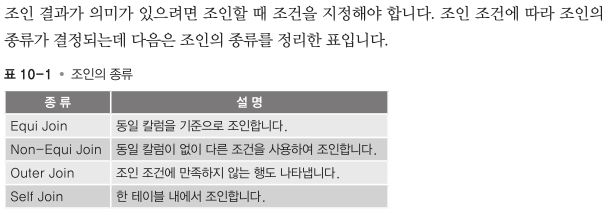 조인 결과가 의미가 있으려면 조인할 때 조건을 지정해야 합니다. 조인 조건에 따라 조인의
종류가 결정되는데 다음은 조인의 종류를 정리한 표입니다.
표 10-1 • 조인의 종류
종 류 설 명
Equi Join 동일 칼럼을 기준으로 조인합니다.
Non-Equi Join 동일 칼럼이 없이 다른 조건을 사용하여 조인합니다.
Outer Join 조인 조건에 만족하지 않는 행도 나타냅니다.
Self Join 한 테이블 내에서 조인합니다.